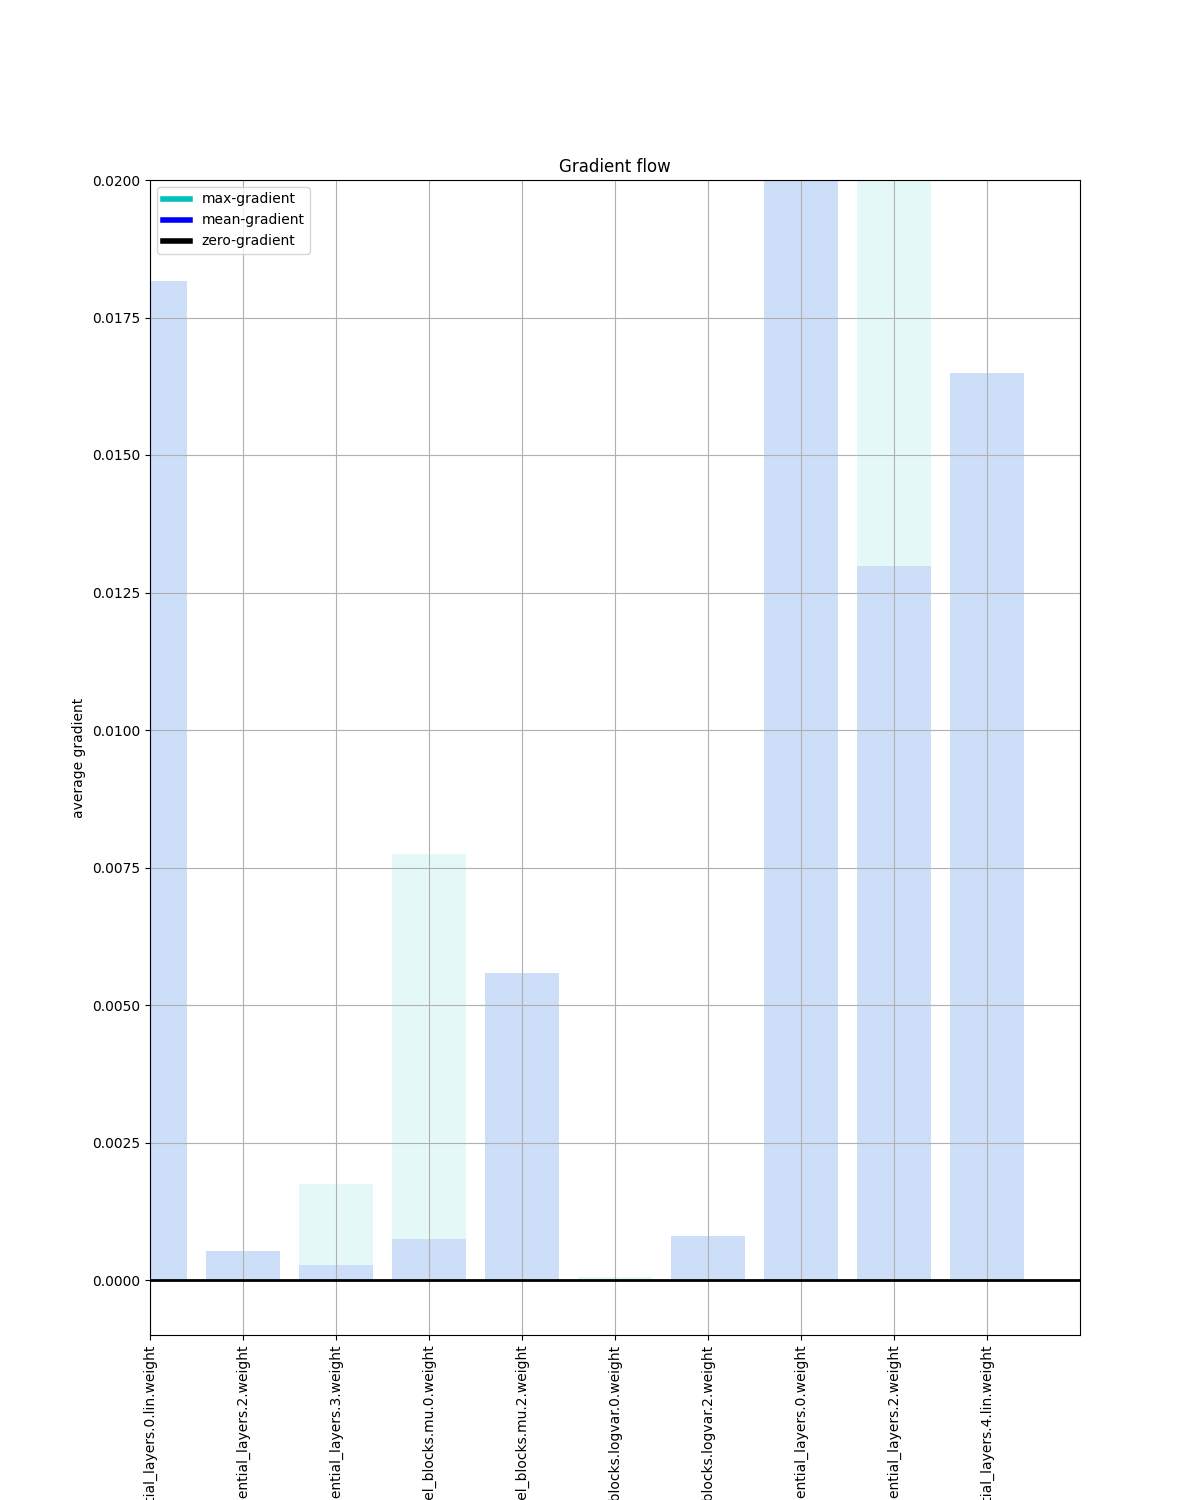 Gradient flow
max-gradient
mean-gradient
zero-gradient
0.0200
0.0175
0.0150
0.0125
0.0100
0.0075
0.0050
0.0025
0.0000
average gradient
tial_layers.0.lin.weight
ential_layers.2.weight
ential_layers.3.weight
el_blocks.mu.0.weight
el_blocks.mu.2.weight
blocks.logvar.0.weight
blocks.logvar.2.weight
ential_layers.0.weight
ential_layers.2.weight
tial_layers.4.lin.weight